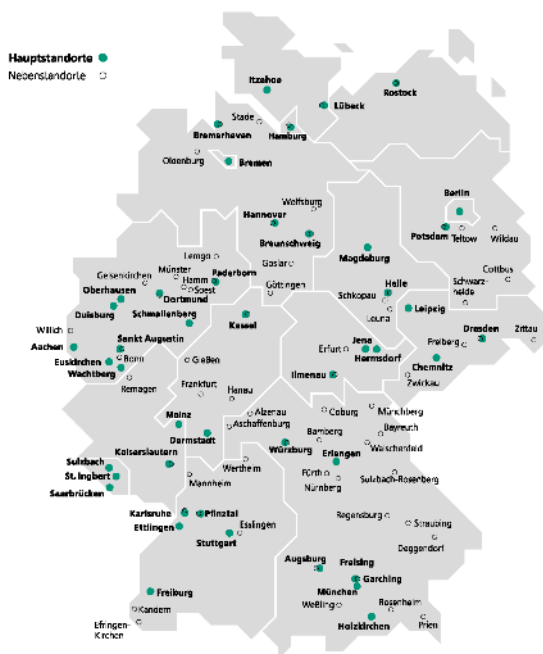 Hauptstandorte
Nebenstandorte
Itzehoe
Rostock
Lübeck
Stade
Bremerhaven
Hamburg
Oldenburg
Bremen
Berlin
Wolfsburg
Hannover
Potsdam
Teltow
Wildau
Braunschweig
Magdeburg
Lemgo
Goslar
Cottbus
Münster
Gelsenkirchen
Hamm
Paderborn
Soest
Göttingen
Halle
Schwarz-
heide
Oberhausen
Dortmund
Schkopau
Leipzig
Duisburg
Schmallenberg
Kassel
Leuna
Willich
Sankt Augustin
Dresden
Zittau
Aachen
Bonn
Gießen
Erfurt
Jena
Hermsdorf
Freiberg
Euskirchen
Wachtberg
Chemnitz
Remagen
Ilmenau
Zwickau
Frankfurt
Hanau
Mainz
Alzenau
Coburg
Münchberg
Aschaffenburg
Bamberg
Bayreuth
Darmstadt
Würzburg
Waischenfeld
Kaiserslautern
Erlangen
Sulzbach
Wertheim
Fürth
Sulzbach-Rosenberg
St. Ingbert
Mannheim
Nürnberg
Saarbrücken
Karlsruhe
Pfinztal
Regensburg
Straubing
Ettlingen
Esslingen
Stuttgart
Deggendorf
Augsburg
Freising
Garching
Freiburg
München
Kandern
Weßling
Rosenheim
Efringen-
Kirchen
Holzkirchen
Prien